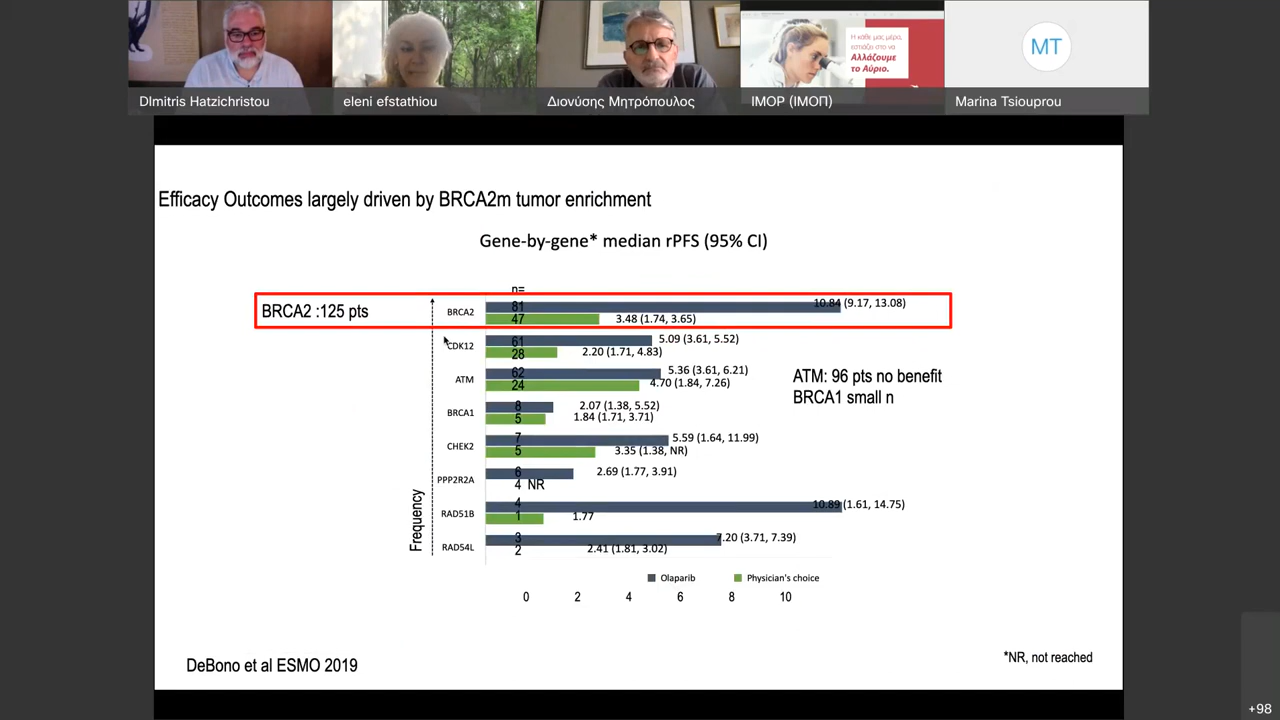 Η κάθε μας μέρα,
εστιάζει στο να
Αλλάζουμε
το Αύριο.
MT
DImitris Hatzichristou
eleni efstathiou
Διονύσης Μητρόπουλος
IMOP (ΙΜΟΠ)
Marina Tsiouprou
Efficacy Outcomes largely driven by BRCA2m tumor enrichment
Gene-by-gene* median rPFS (95% CI)
n=
BRCA2 :125 pts
BRCA2
81
10.84 (9.17, 13.08)
47
3.48 (1.74, 3.65)
CDK12
61
5.09 (3.61, 5.52)
28
2.20 (1.71, 4.83)
ATM
62
5.36 (3.61, 6.21)
24
4.70 (1.84, 7.26)
ATM: 96 pts no benefit
BRCA1 small n
BRCA1
8
2.07 (1.38, 5.52)
5
1.84 (1.71, 3.71)
CHEK2
7
5.59 (1.64, 11.99)
5
3.35 (1.38, NR)
PPP2R2A
6
2.69 (1.77, 3.91)
4 NR
RAD51B
4
10.89 (1.61, 14.75)
1
1.77
RAD54L
3
7.20 (3.71, 7.39)
2
2.41 (1.81, 3.02)
Frequency
Olaparib
Physician's choice
0 2 4 6 8 10
DeBono et al ESMO 2019
*NR, not reached
+98